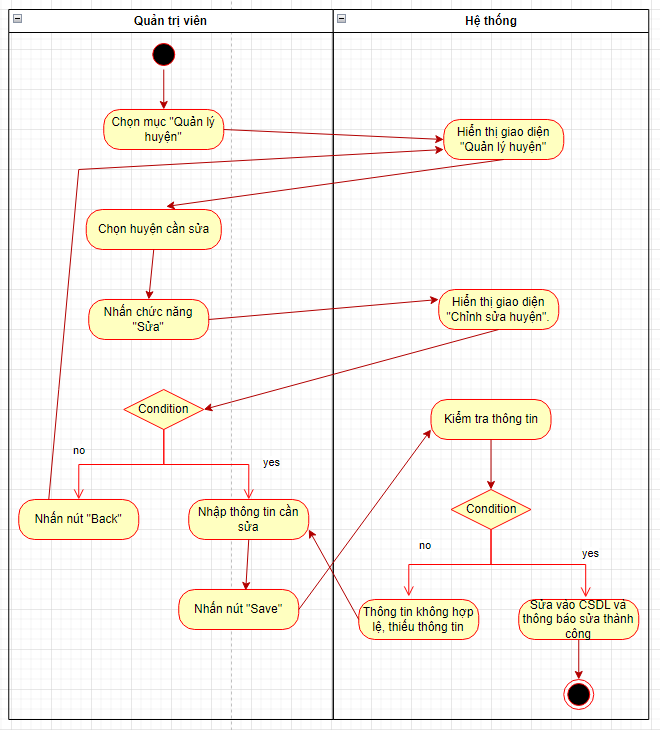 Quản trị viên
Hệ thống
Chọn mục "Quản lý
huyện"
Hiển thị giao diện
"Quản lý huyện"
Chọn huyện cần sửa
Nhấn chức năng
"Sửa"
Hiển thị giao diện
"Chỉnh sửa huyện".
Condition
Kiểm tra thông tin
no
yes
Nhấn nút "Back"
Nhập thông tin cần
sửa
Condition
no
yes
Nhấn nút "Save"
Thông tin không hợp
lệ, thiếu thông tin
Sửa vào CSDL và
thông báo sửa thành
công